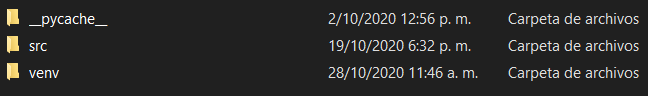 __pycache__ 2/10/2020 12:56 p. m. Carpeta de archivos
src 19/10/2020 6:32 p. m. Carpeta de archivos
venv 28/10/2020 11:46 a. m. Carpeta de archivos